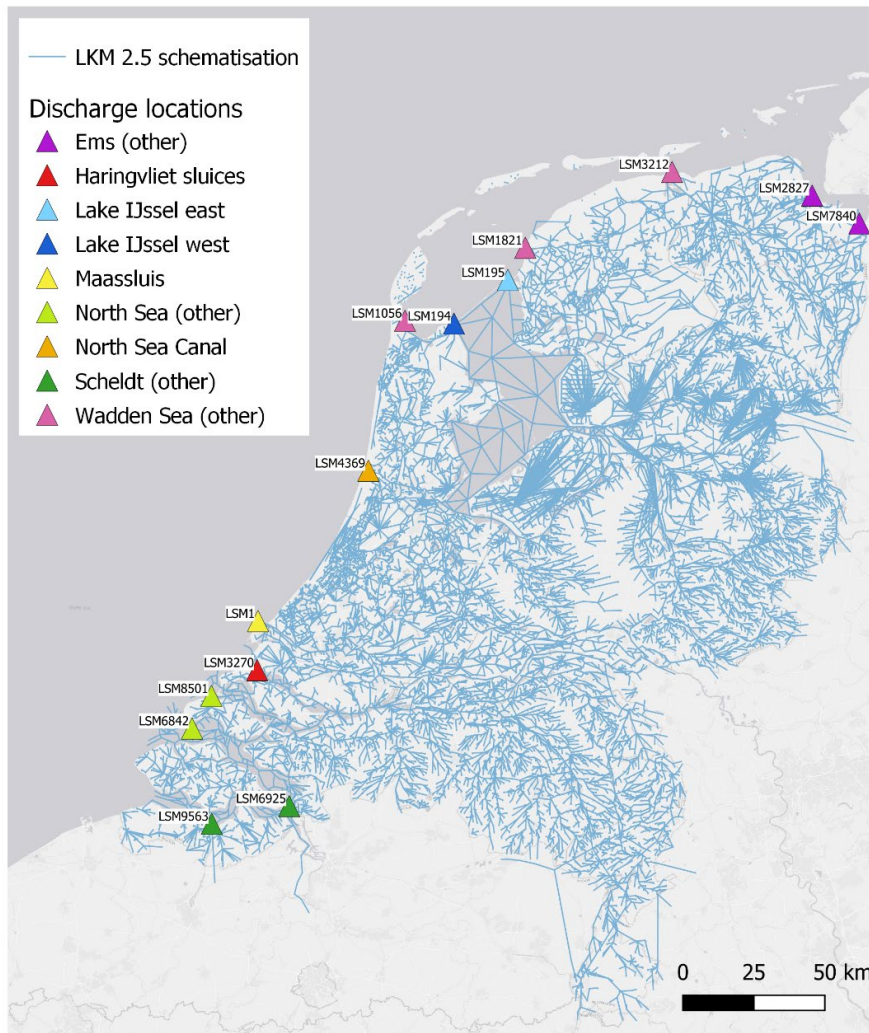 LKM 2.5 schematisation
Discharge locations
Ems (other)
Haringvliet sluices
Lake IJssel east
Lake IJssel west
Maassluis
North Sea (other)
North Sea Canal
Scheldt (other)
Wadden Sea (other)
LSM3212
LSM2827
LSM7840
LSM1821
LSM195
LSM1056
LSM194
LSM4369
LSM1
LSM3270
LSM8501
LSM6842
LSM6925
LSM9563
0 25 50 km